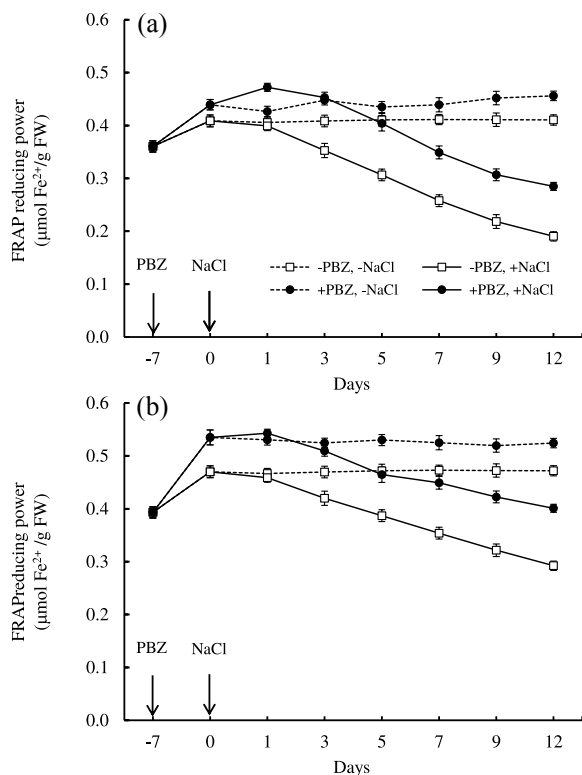 (a)
0.6
0.5
0.4
0.3
0.2
0.1
0.0
FRAP reducing power
(µmol Fe²⁺/g FW)
PBZ NaCl
-PBZ, -NaCl -PBZ, +NaCl
+PBZ, -NaCl +PBZ, +NaCl
-7 0 1 3 5 7 9 12
Days
(b)
0.6
0.5
0.4
0.3
0.2
0.1
0.0
FRAPreducing power
(µmol Fe²⁺ /g FW)
PBZ NaCl
-7 0 1 3 5 7 9 12
Days